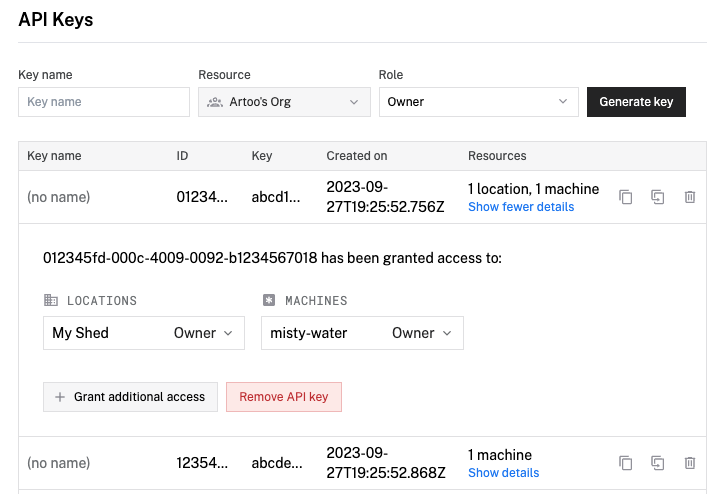 API Keys
Key name Resource Role
Key name Artoo's Org Owner Generate key
Key name ID Key Created on Resources
(no name) 01234... abcd1... 2023-09-27T19:25:52.756Z 1 location, 1 machine
Show fewer details
012345fd-000c-4009-0092-b1234567018 has been granted access to:
LOCATIONS MACHINES
My Shed Owner misty-water Owner
Grant additional access Remove API key
(no name) 12354... abcde... 2023-09-27T19:25:52.868Z 1 machine
Show details